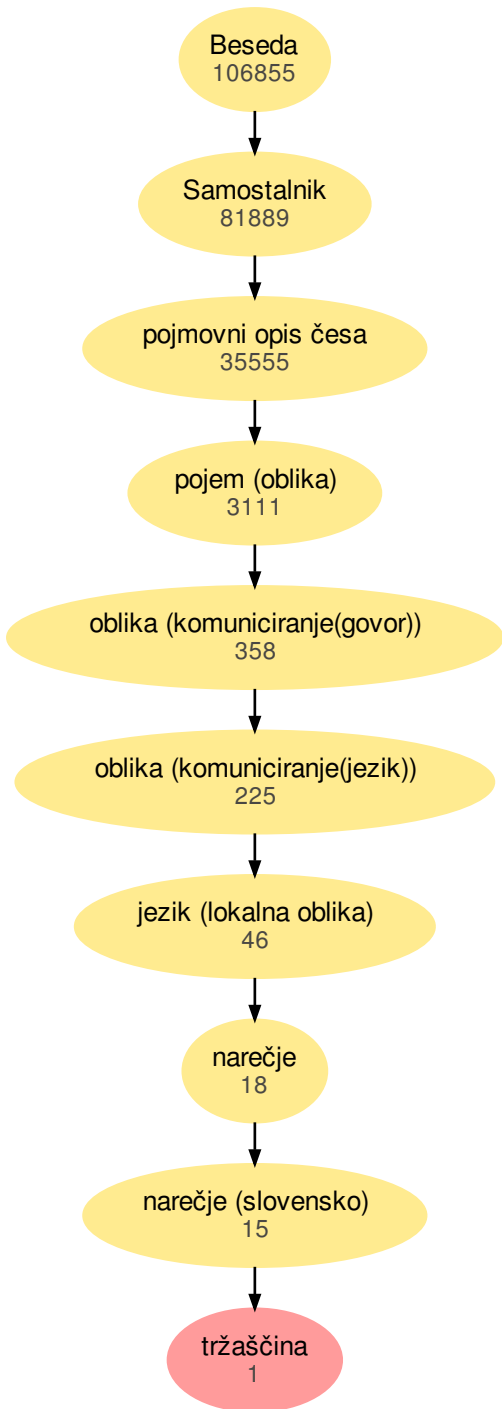 Beseda
106855
Samostalnik
81889
pojmovni opis česa
35555
pojem (oblika)
3111
oblika (komuniciranje(govor))
358
oblika (komuniciranje(jezik))
225
jezik (lokalna oblika)
46
narečje
18
narečje (slovensko)
15
tržaščina
1